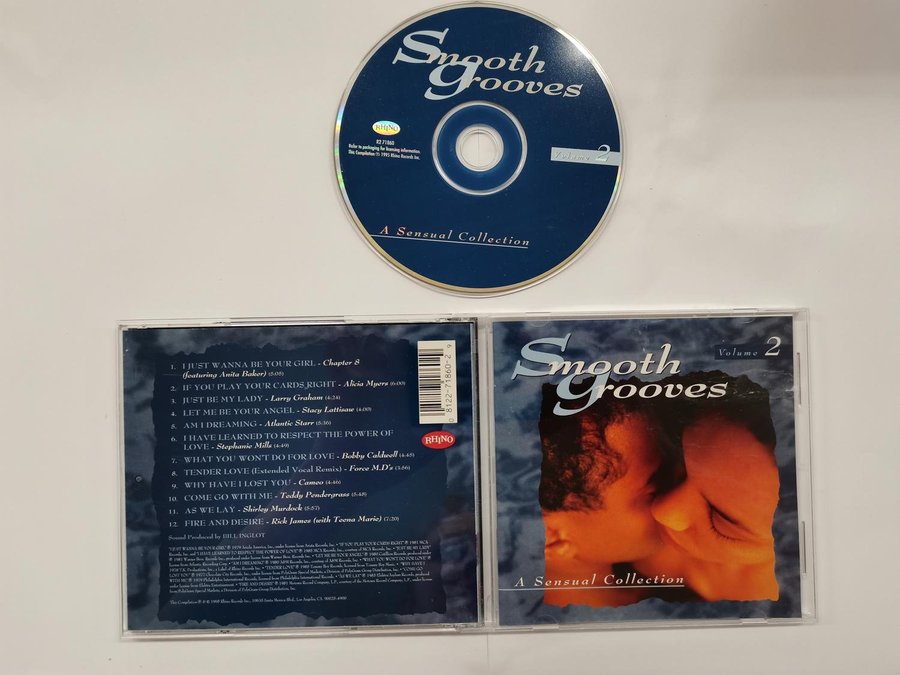 Smooth
Grooves
RHINO
R2 71860
Refer to packaging for licensing information.
This Compilation ℗ 1995 Rhino Records Inc.
Volume 2
A Sensual Collection
1. I JUST WANNA BE YOUR GIRL - Chapter 8
(featuring Anita Baker) (5:05)
2. IF YOU PLAY YOUR CARDS RIGHT - Alicia Myers (6:00)
3. JUST BE MY LADY - Larry Graham (4:24)
4. LET ME BE YOUR ANGEL - Stacy Lattisaw (4:00)
5. AM I DREAMING - Atlantic Starr (5:36)
6. I HAVE LEARNED TO RESPECT THE POWER OF
LOVE - Stephanie Mills (4:49)
7. WHAT YOU WON'T DO FOR LOVE - Bobby Caldwell (4:45)
8. TENDER LOVE (Extended Vocal Remix) - Force M.D's (5:56)
9. WHY HAVE I LOST YOU - Cameo (4:46)
10. COME GO WITH ME - Teddy Pendergrass (5:48)
11. AS WE LAY - Shirley Murdock (5:57)
12. FIRE AND DESIRE - Rick James (with Teena Marie) (7:20)
Sound Produced by BILL INGLOT
0 81227-1860-2 9
RHINO
Smooth
Grooves
Volume 2
A Sensual Collection